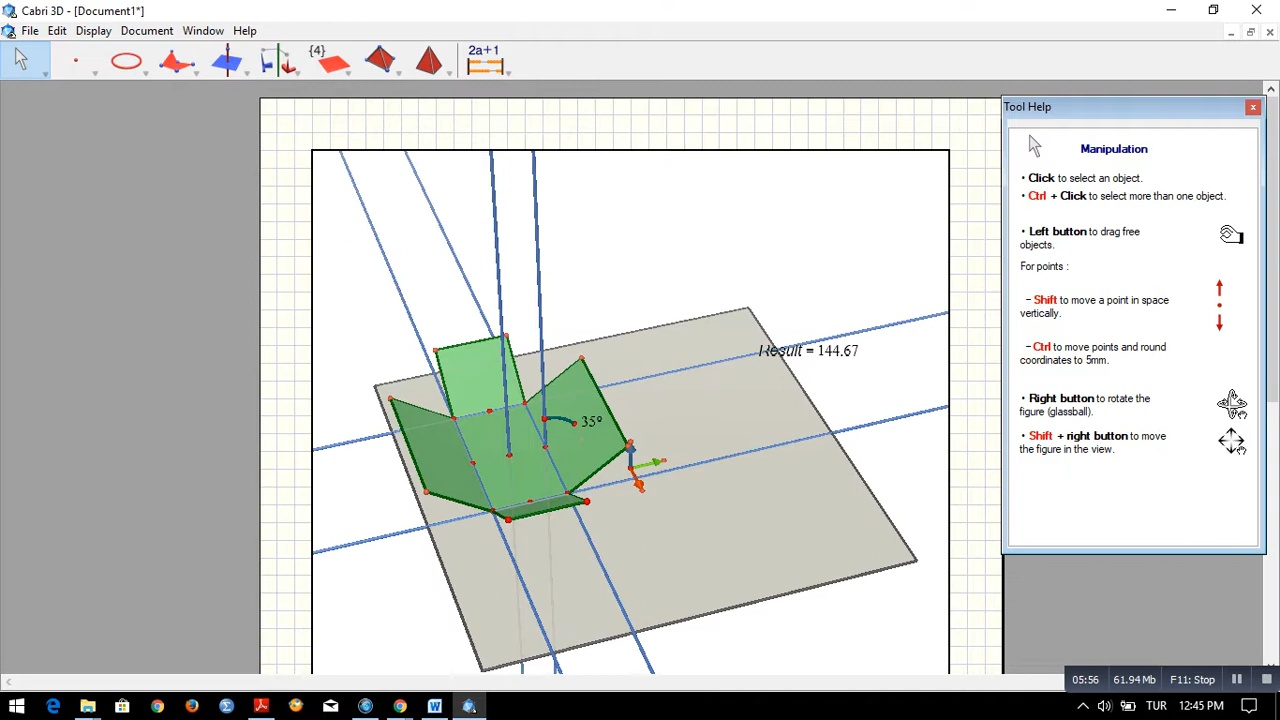 Cabri 3D - [Document1*]
File Edit Display Document Window Help
{4} 2a+1
Tool Help
Manipulation
• Click to select an object.
• Ctrl + Click to select more than one object.
• Left button to drag free
objects.
For points :
− Shift to move a point in space
vertically.
− Ctrl to move points and round
coordinates to 5mm.
• Right button to rotate the
figure (glassball).
• Shift + right button to move
the figure in the view.
Result = 144.67
35°
05:56 61.94 MB F11: Stop
TUR 12:45 PM